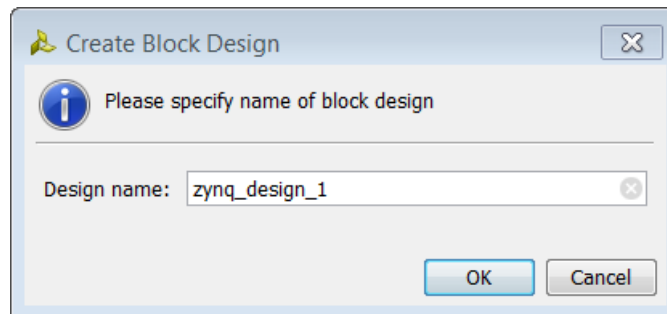 Create Block Design
Please specify name of block design
Design name: zynq_design_1
OK Cancel